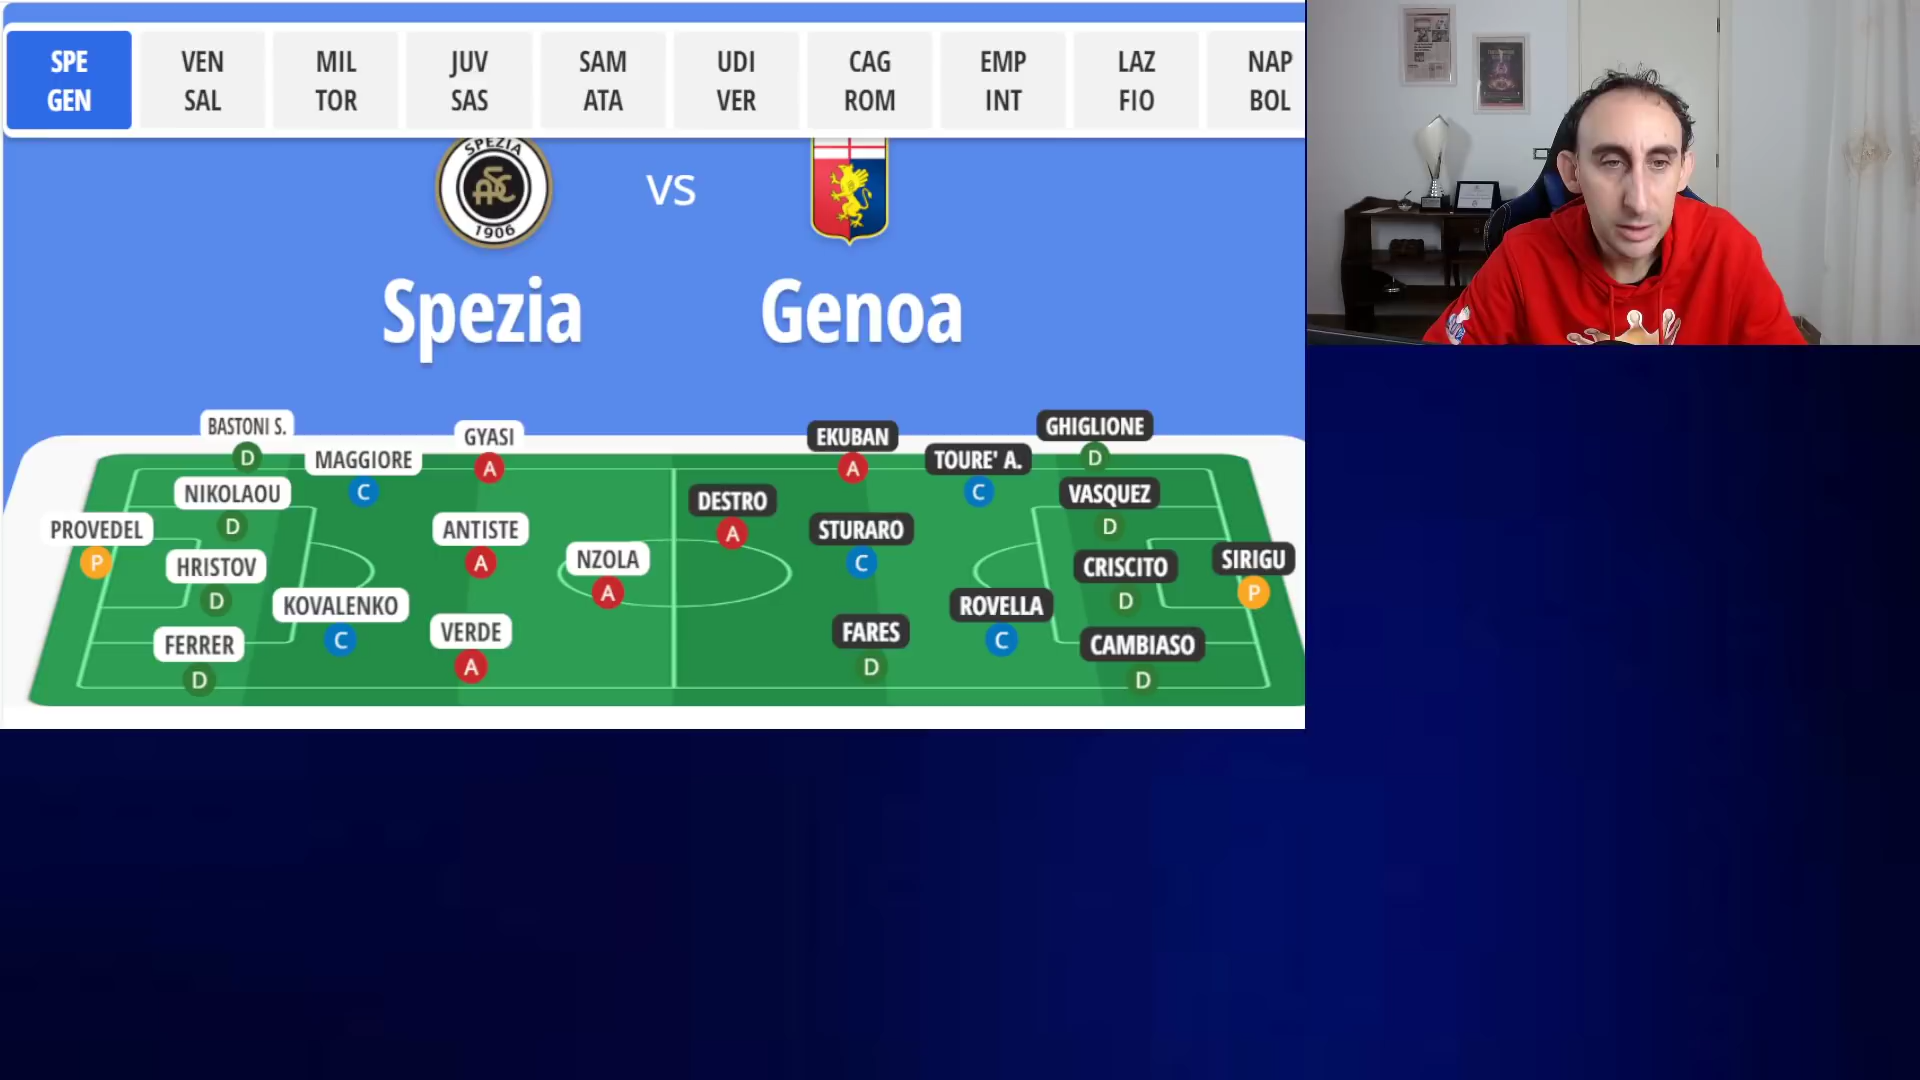 SPE
GEN
VEN
SAL
MIL
TOR
JUV
SAS
SAM
ATA
UDI
VER
CAG
ROM
EMP
INT
LAZ
FIO
NAP
BOL
SPEZIA
1906
VS
Spezia
Genoa
BASTONI S.
D
MAGGIORE
C
GYASI
A
NIKOLAOU
D
PROVEDEL
P
HRISTOV
D
ANTISTE
A
NZOLA
A
KOVALENKO
C
FERRER
D
VERDE
A
EKUBAN
A
TOURE' A.
C
GHIGLIONE
D
DESTRO
A
VASQUEZ
D
STURARO
C
CRISCITO
D
SIRIGU
P
ROVELLA
C
FARES
D
CAMBIASO
D